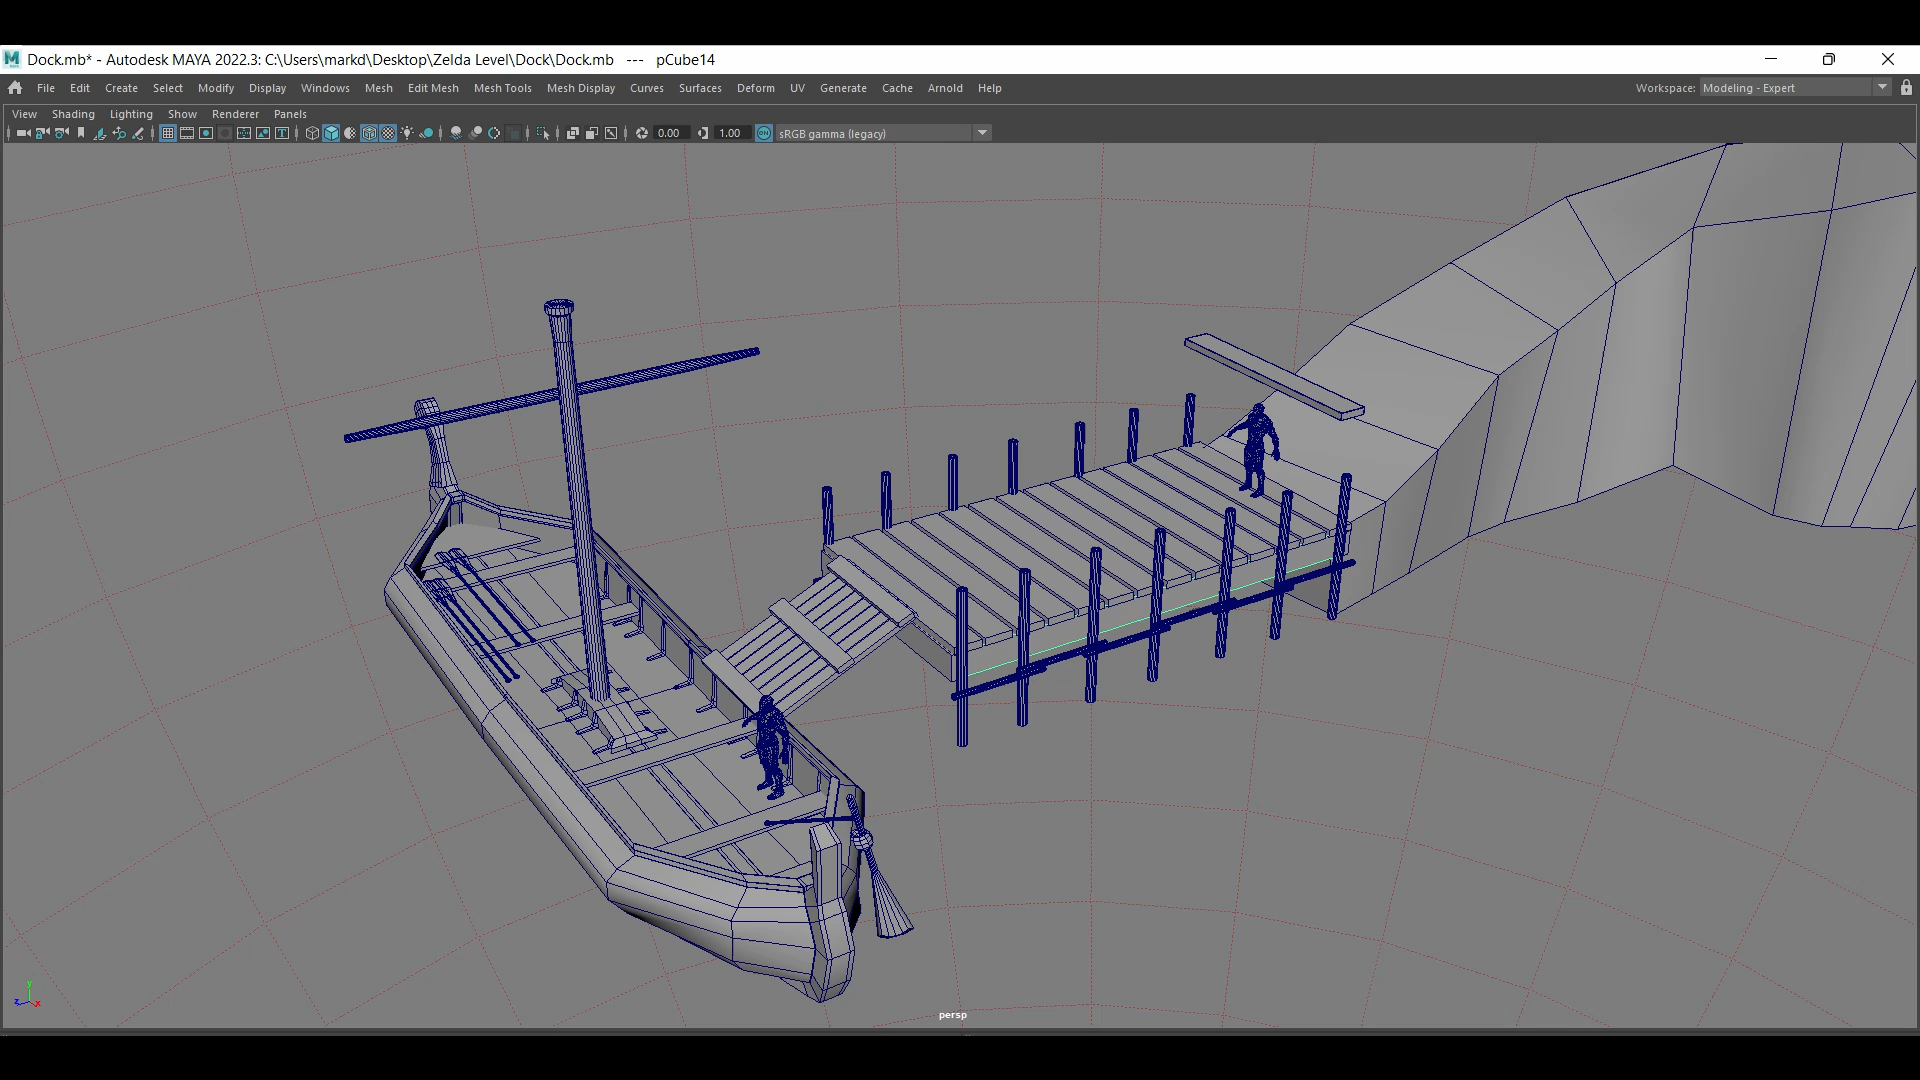 Dock.mb* - Autodesk MAYA 2022.3: C:\Users\markd\Desktop\Zelda Level\Dock\Dock.mb --- pCube14
File Edit Create Select Modify Display Windows Mesh Edit Mesh Mesh Tools Mesh Display Curves Surfaces Deform UV Generate Cache Arnold Help Workspace: Modeling - Expert
View Shading Lighting Show Renderer Panels
0.00 1.00 ON sRGB gamma (legacy)
y
z x
persp